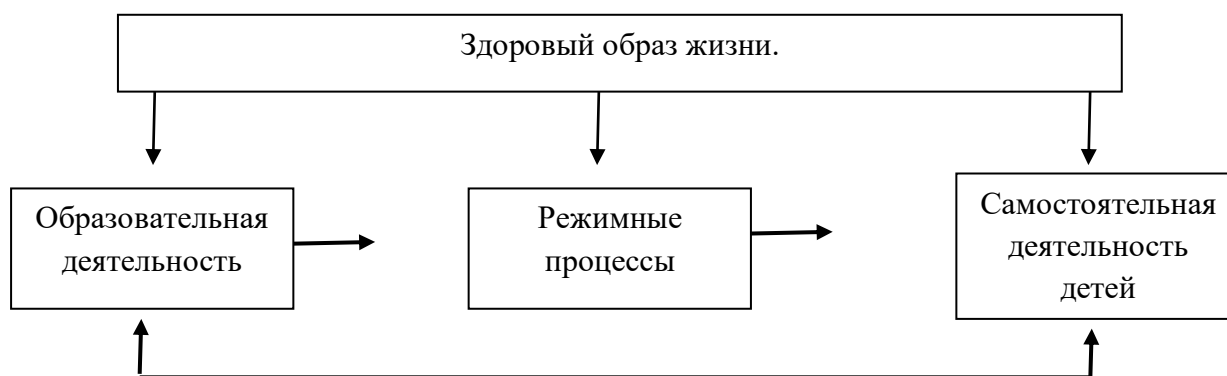 Здоровый образ жизни.
Образовательная
деятельность
Режимные
процессы
Самостоятельная
деятельность
детей